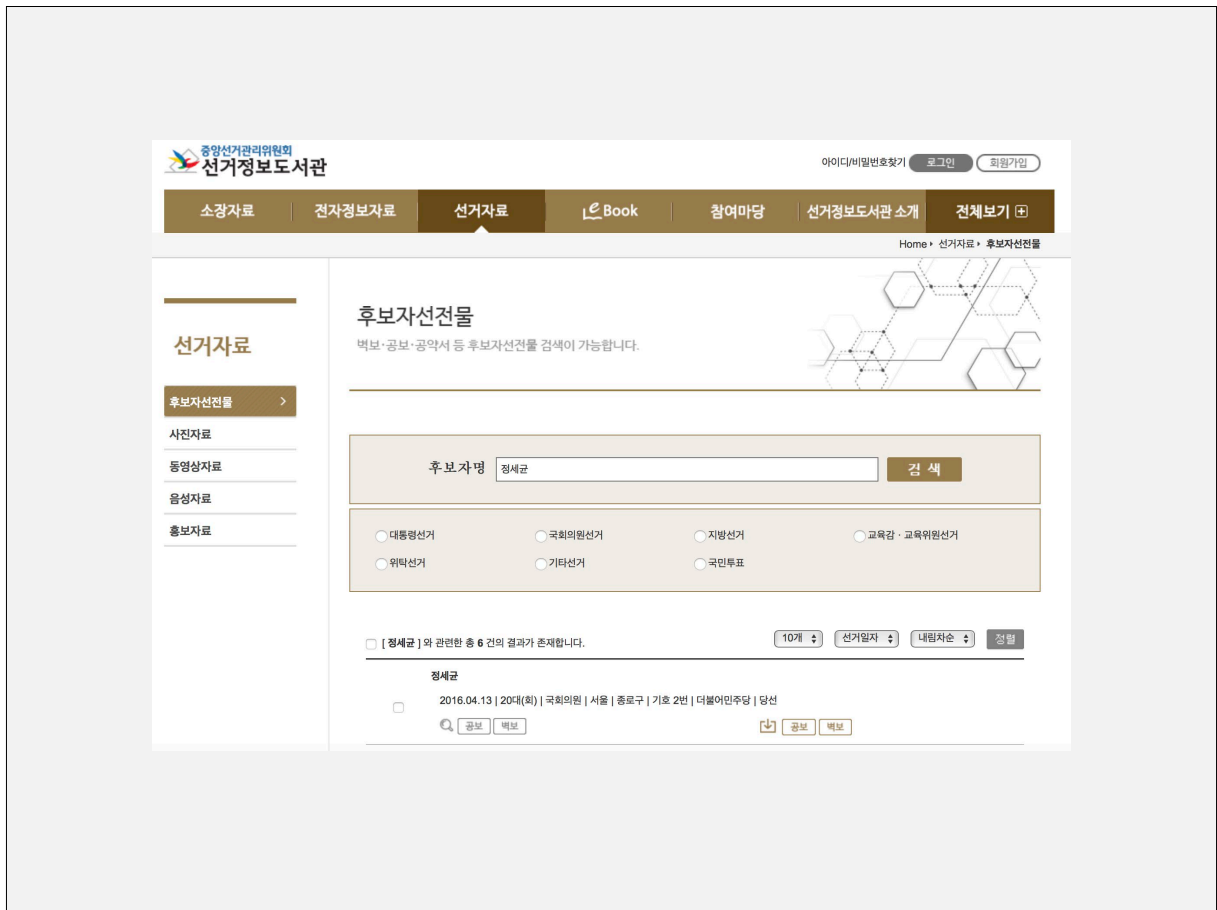 중앙선거관리위원회
선거정보도서관
아이디/비밀번호찾기 로그인 회원가입
소장자료 전자정보자료 선거자료 eBook 참여마당 선거정보도서관 소개 전체보기
Home 선거자료 후보자선전물
선거자료
후보자선전물
사진자료
동영상자료
음성자료
홍보자료
후보자선전물
벽보·공보·공약서 등 후보자선전물 검색이 가능합니다.
후보자명 정세균 검 색
대통령선거 국회의원선거 지방선거 교육감 · 교육위원선거
위탁선거 기타선거 국민투표
[ 정세균 ] 와 관련한 총 6 건의 결과가 존재합니다. 10개 선거일자 내림차순 정렬
정세균
2016.04.13 | 20대(회) | 국회의원 | 서울 | 종로구 | 기호 2번 | 더불어민주당 | 당선
공보 벽보 공보 벽보